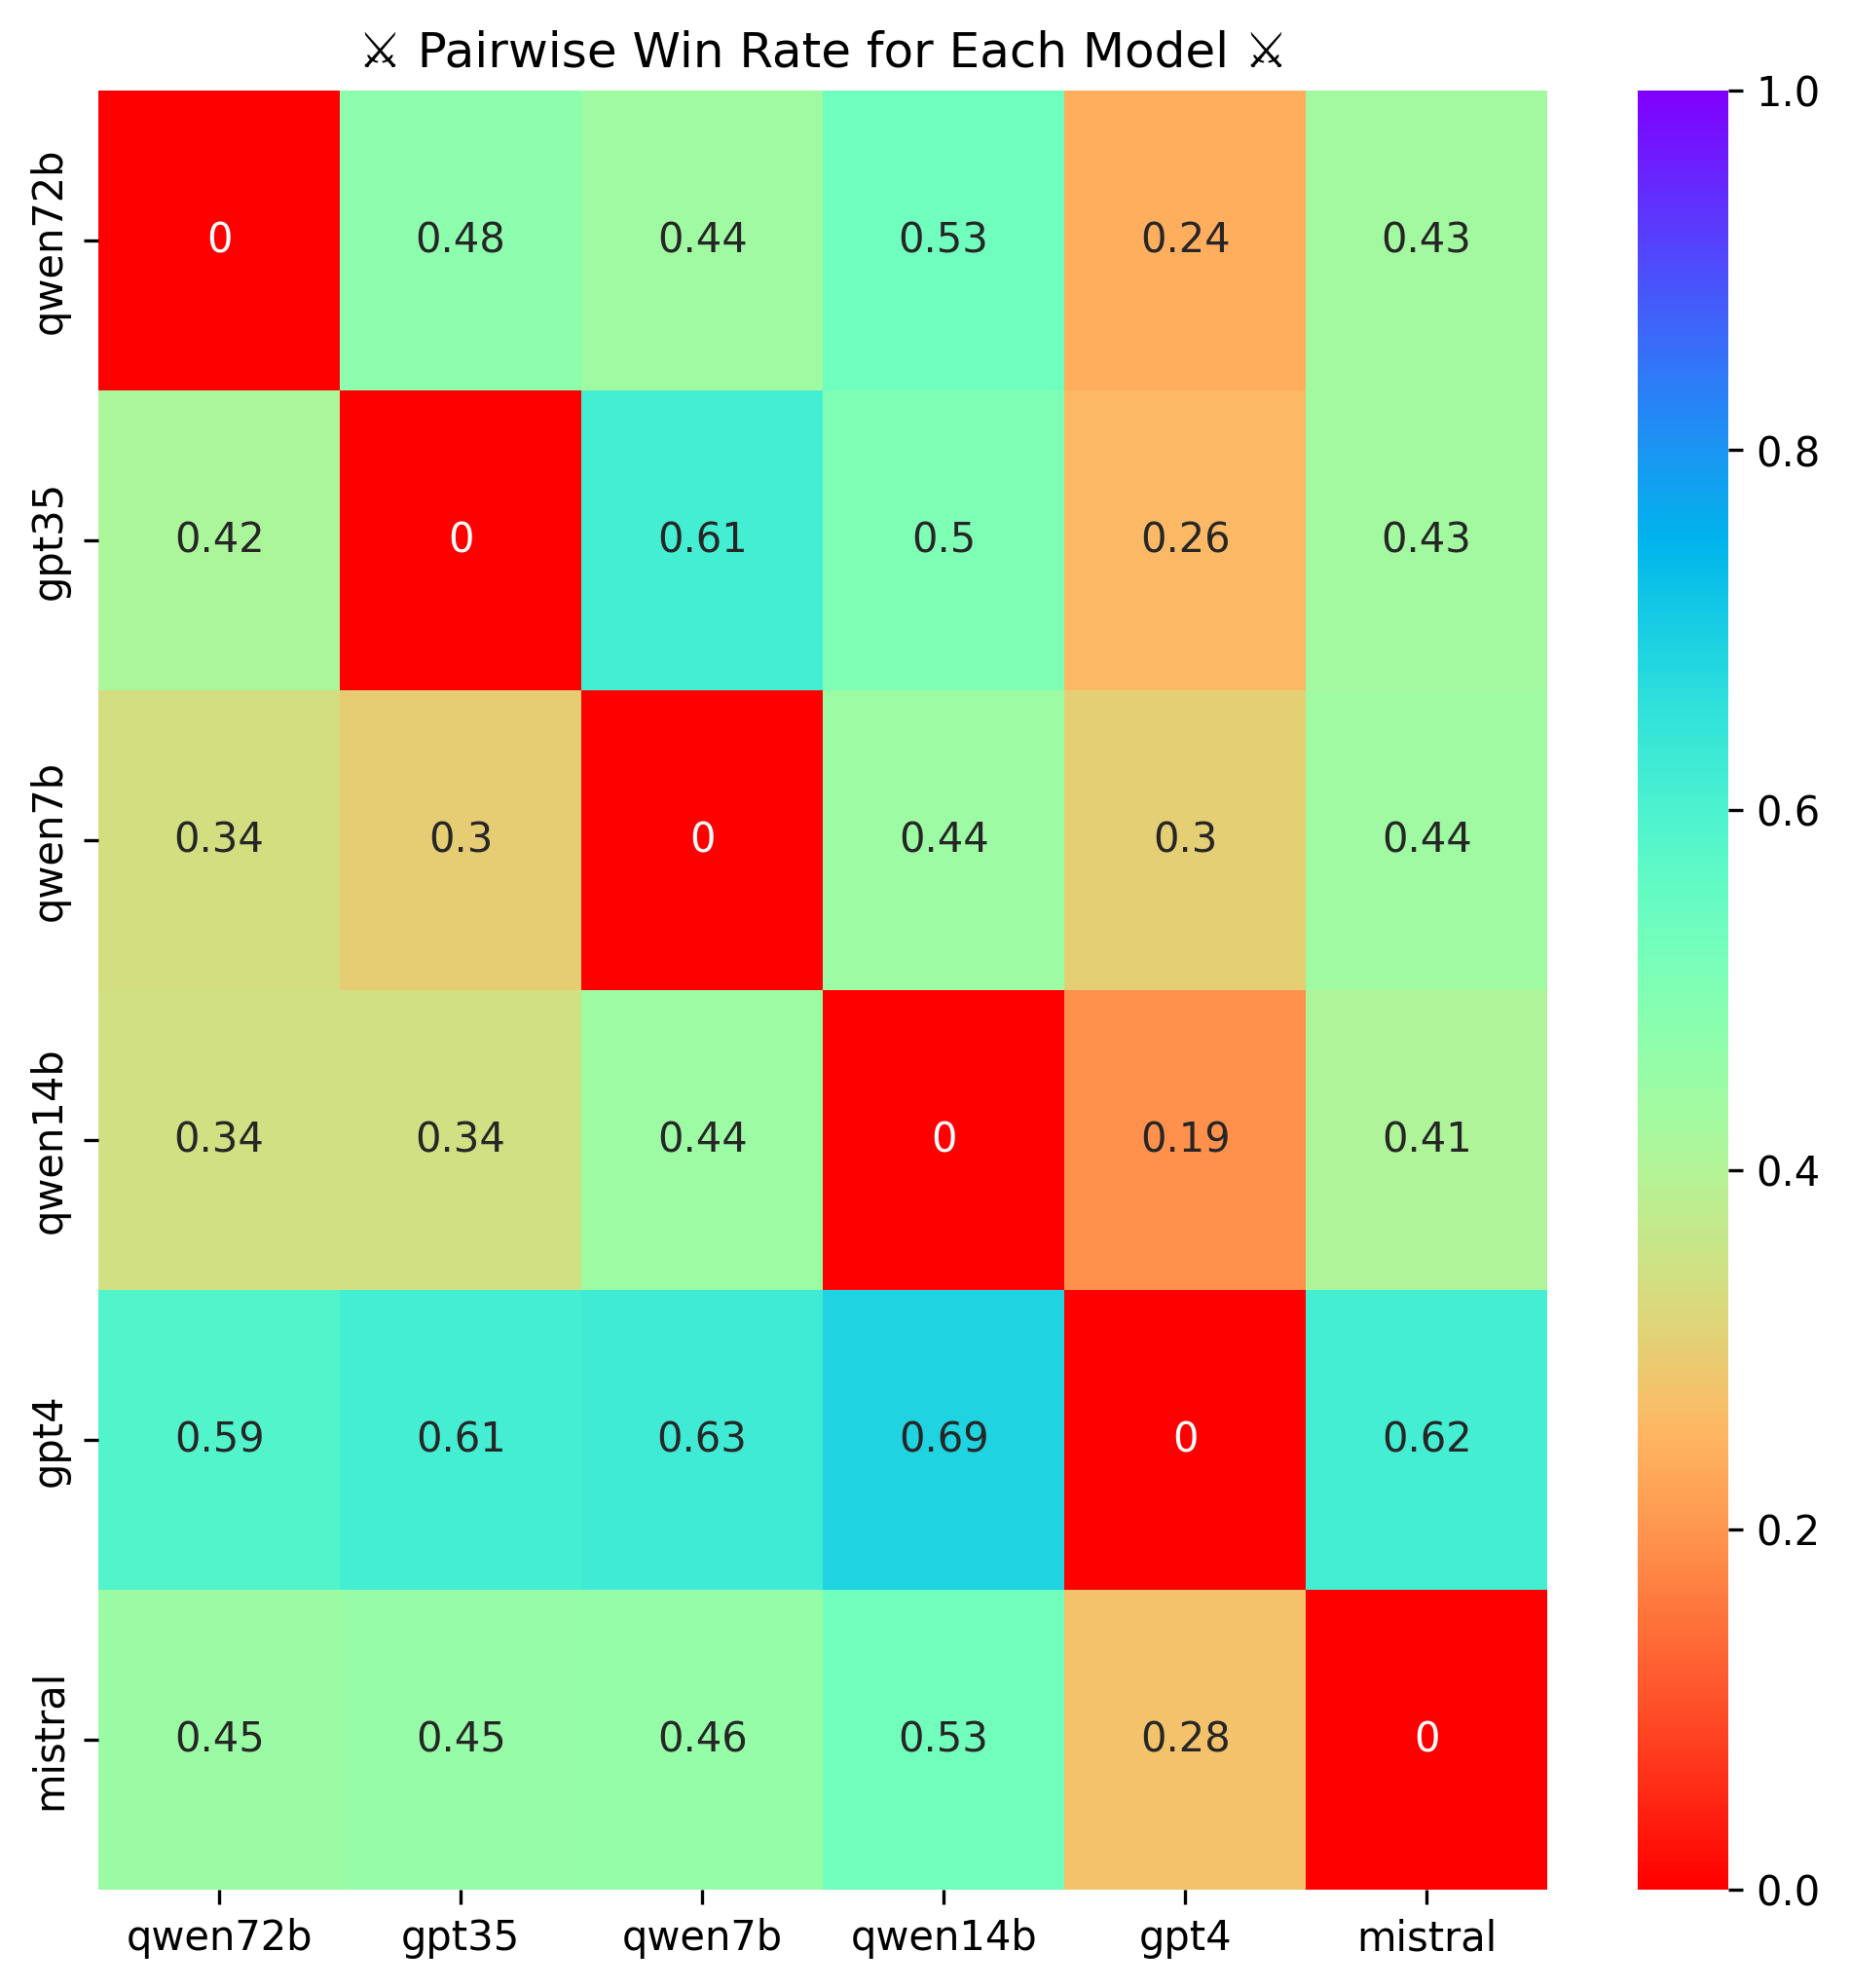 ⚔ Pairwise Win Rate for Each Model ⚔
1.0
qwen72b
0 0.48 0.44 0.53 0.24 0.43
0.8
gpt35
0.42 0 0.61 0.5 0.26 0.43
0.6
qwen7b
0.34 0.3 0 0.44 0.3 0.44
qwen14b
0.34 0.34 0.44 0 0.19 0.41
0.4
gpt4
0.59 0.61 0.63 0.69 0 0.62
0.2
mistral
0.45 0.45 0.46 0.53 0.28 0
0.0
qwen72b gpt35 qwen7b qwen14b gpt4 mistral